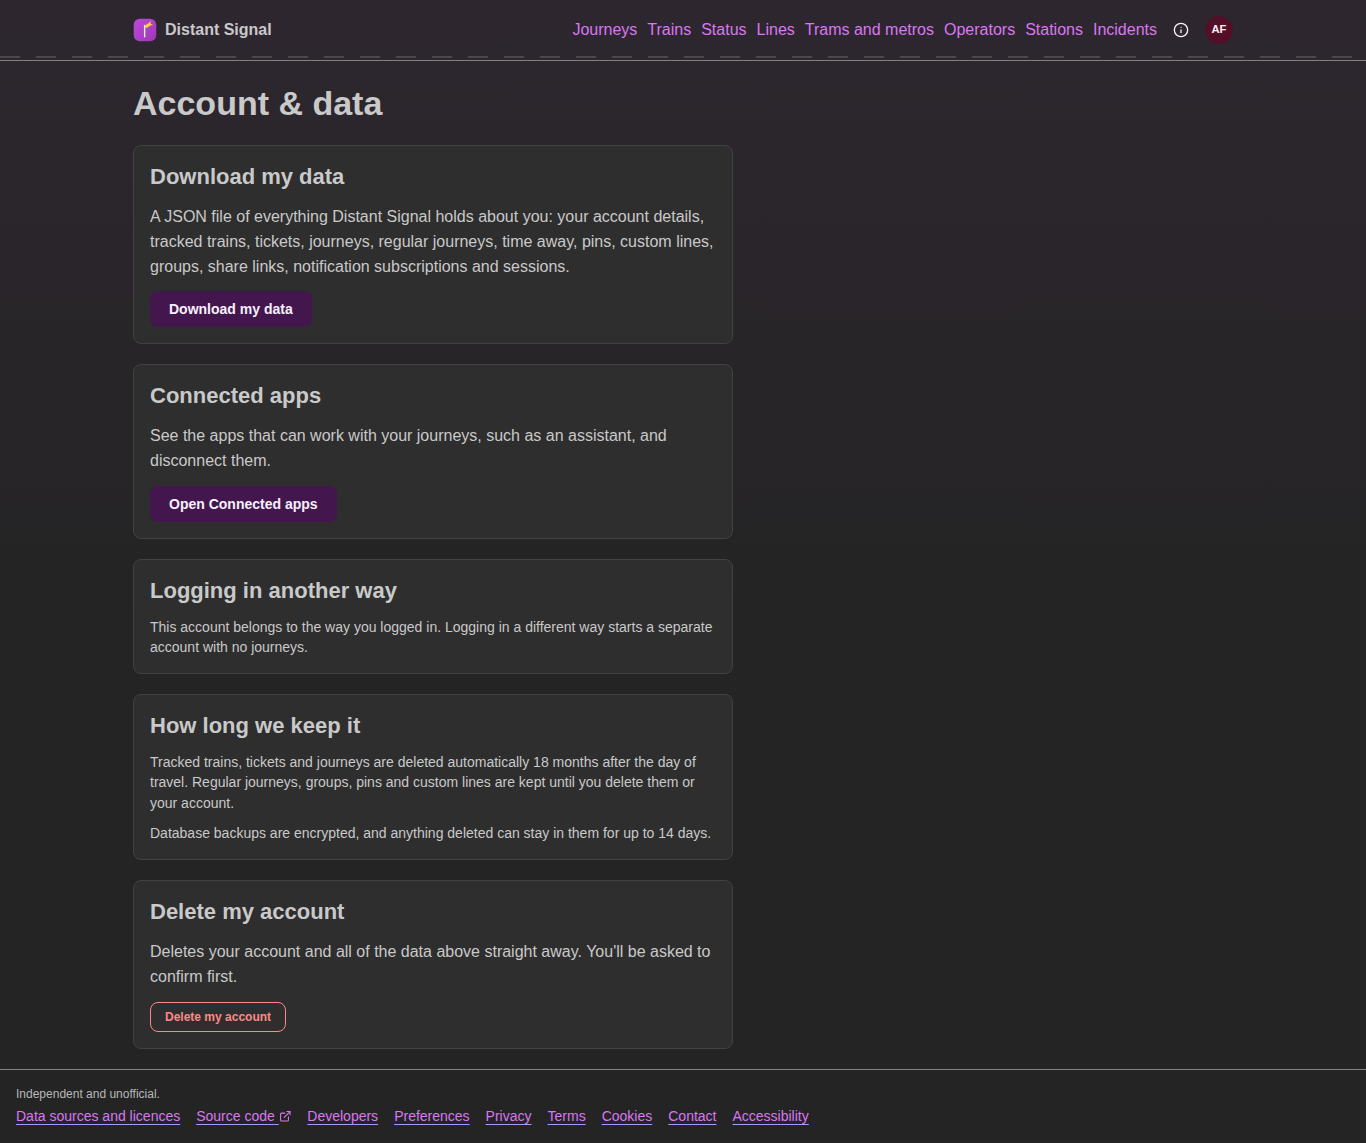 Distant Signal
Journeys Trains Status Lines Trams and metros Operators Stations Incidents AF
Account & data
Download my data
A JSON file of everything Distant Signal holds about you: your account details,
tracked trains, tickets, journeys, regular journeys, time away, pins, custom lines,
groups, share links, notification subscriptions and sessions.
Download my data
Connected apps
See the apps that can work with your journeys, such as an assistant, and
disconnect them.
Open Connected apps
Logging in another way
This account belongs to the way you logged in. Logging in a different way starts a separate
account with no journeys.
How long we keep it
Tracked trains, tickets and journeys are deleted automatically 18 months after the day of
travel. Regular journeys, groups, pins and custom lines are kept until you delete them or
your account.
Database backups are encrypted, and anything deleted can stay in them for up to 14 days.
Delete my account
Deletes your account and all of the data above straight away. You'll be asked to
confirm first.
Delete my account
Independent and unofficial.
Data sources and licences Source code Developers Preferences Privacy Terms Cookies Contact Accessibility